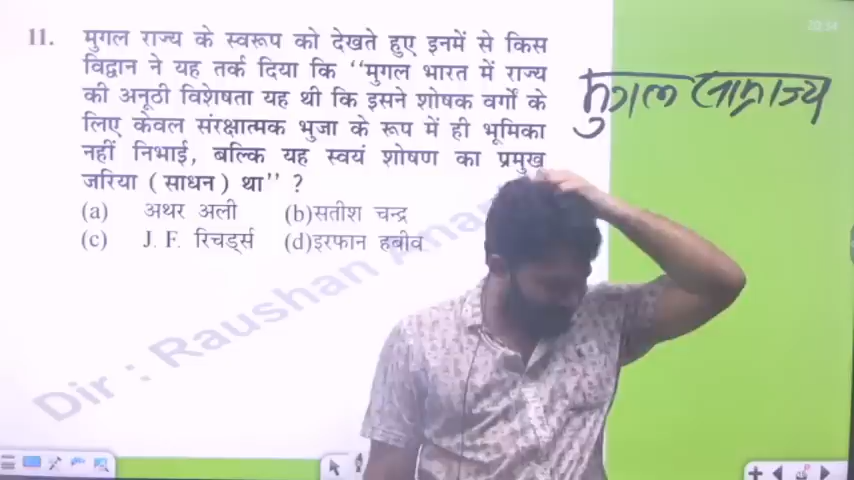 11. मुगल राज्य के स्वरूप को देखते हुए इनमें से किस
विद्वान ने यह तर्क दिया कि ‘‘मुगल भारत में राज्य
की अनूठी विशेषता यह थी कि इसने शोषक वर्गों के
लिए केवल संरक्षात्मक भुजा के रूप में ही भूमिका
नहीं निभाई, बल्कि यह स्वयं शोषण का प्रमुख
जरिया (साधन) था’’ ?
(a) अथर अली (b)सतीश चन्द्र
(c) J. F. रिचर्ड्स (d)इरफान हबीव
मुगल साम्राज्य
Dir : Raushan Anan